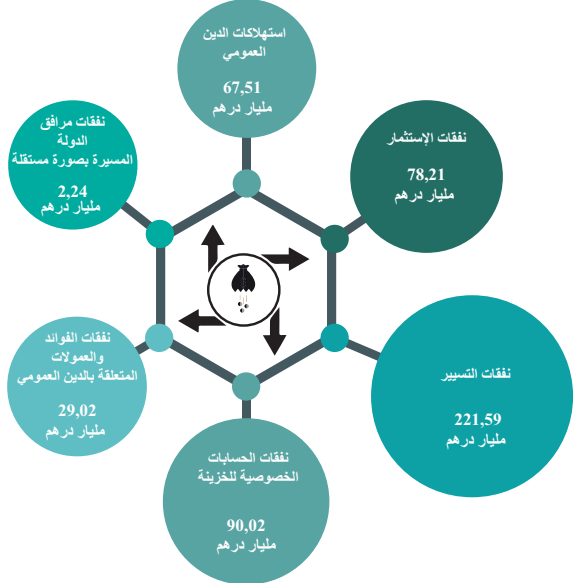 استهلاكات الدين
العمومي
67,51
مليار درهم
نفقات الإستثمار
78,21
مليار درهم
نفقات مرافق
الدولة
المسيرة بصورة مستقلة
2,24
مليار درهم
نفقات التسيير
221,59
مليار درهم
نفقات الفوائد
والعمولات
المتعلقة بالدين العمومي
29,02
مليار درهم
نفقات الحسابات
الخصوصية للخزينة
90,02
مليار درهم